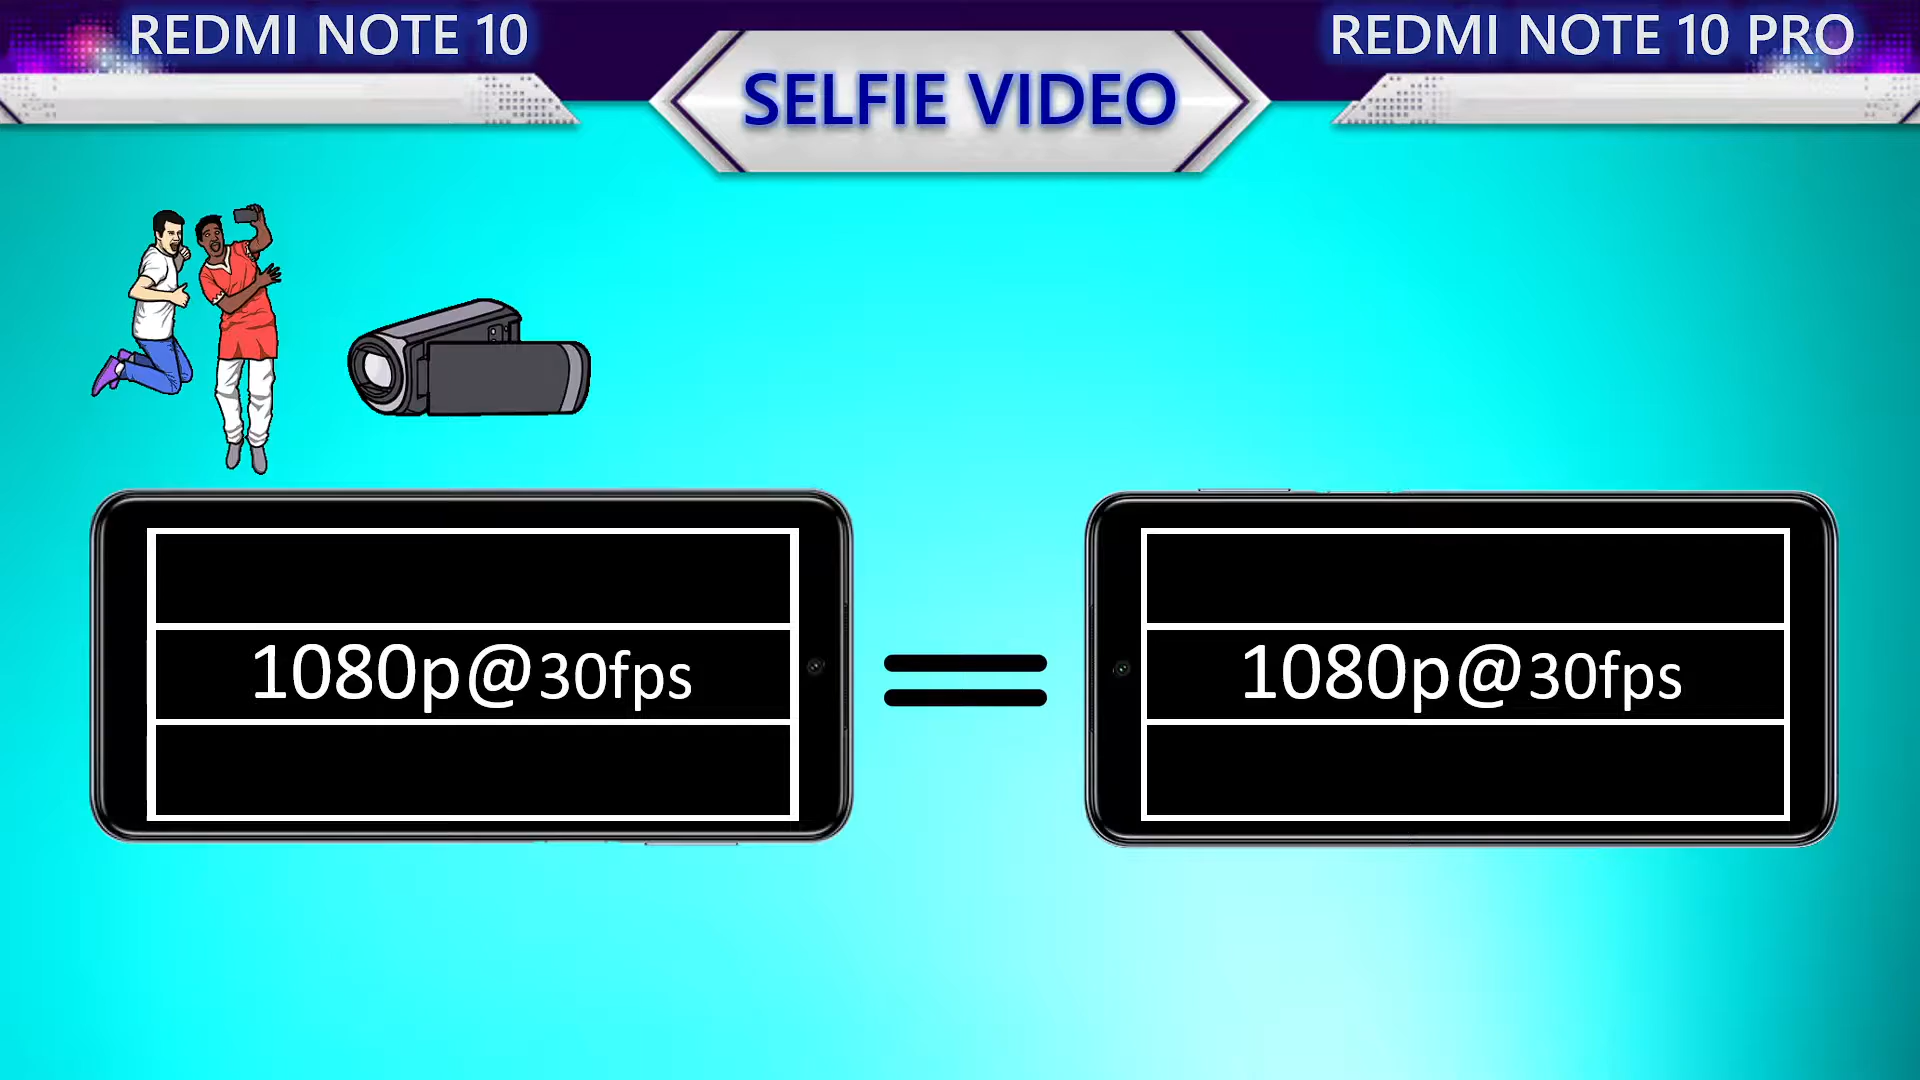 REDMI NOTE 10
REDMI NOTE 10 PRO
SELFIE VIDEO
1080p@30fps
1080p@30fps